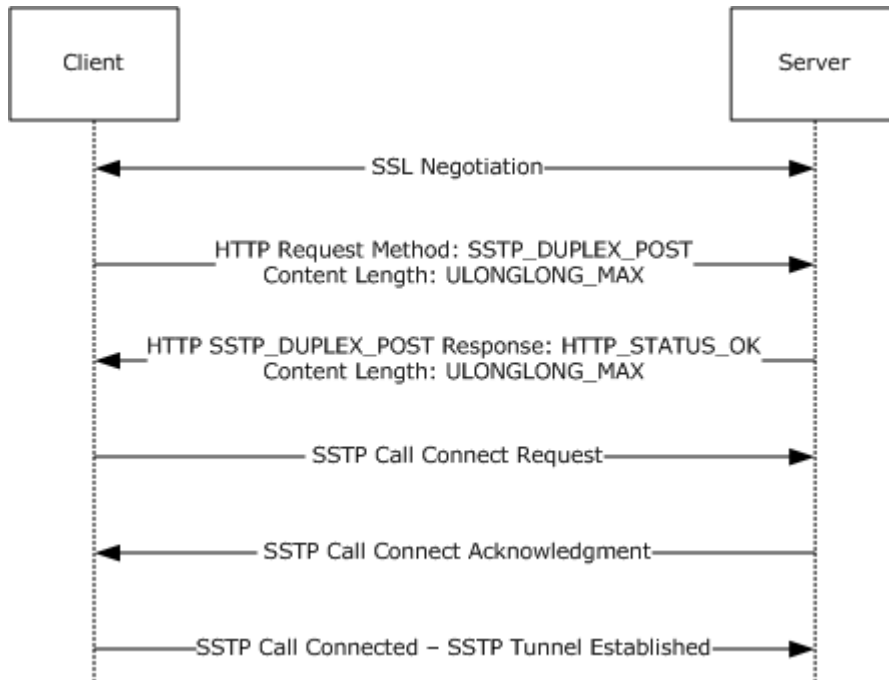 Client
Server
SSL Negotiation
HTTP Request Method: SSTP_DUPLEX_POST
Content Length: ULONGLONG_MAX
HTTP SSTP_DUPLEX_POST Response: HTTP_STATUS_OK
Content Length: ULONGLONG_MAX
SSTP Call Connect Request
SSTP Call Connect Acknowledgment
SSTP Call Connected – SSTP Tunnel Established